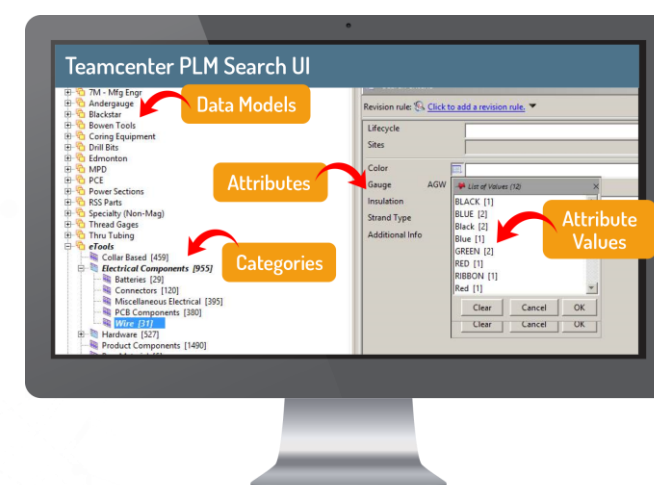 Teamcenter PLM Search UI
7M - Mfg Engr
Andergauge
Blackstar
Bowen Tools
Coring Equipment
Drill Bits
Edmonton
MPD
PCE
Power Sections
RSS Parts
Specialty (Non-Mag)
Thread Gages
Thru Tubing
eTools
Collar Based [459]
Electrical Components [955]
Batteries [29]
Connectors [120]
Miscellaneous Electrical [395]
PCB Components [380]
Wire [31]
Hardware [527]
Product Components [1490]
Data Models
Attributes
Categories
Revision rule: Click to add a revision rule.
Lifecycle
Sites
Color
Gauge AGW
Insulation
Strand Type
Additional Info
List of Values (12)
BLACK [1]
BLUE [2]
Black [2]
Blue [1]
GREEN [2]
RED [1]
RIBBON [1]
Red [1]
Clear Cancel OK
Clear Cancel OK
Attribute
Values